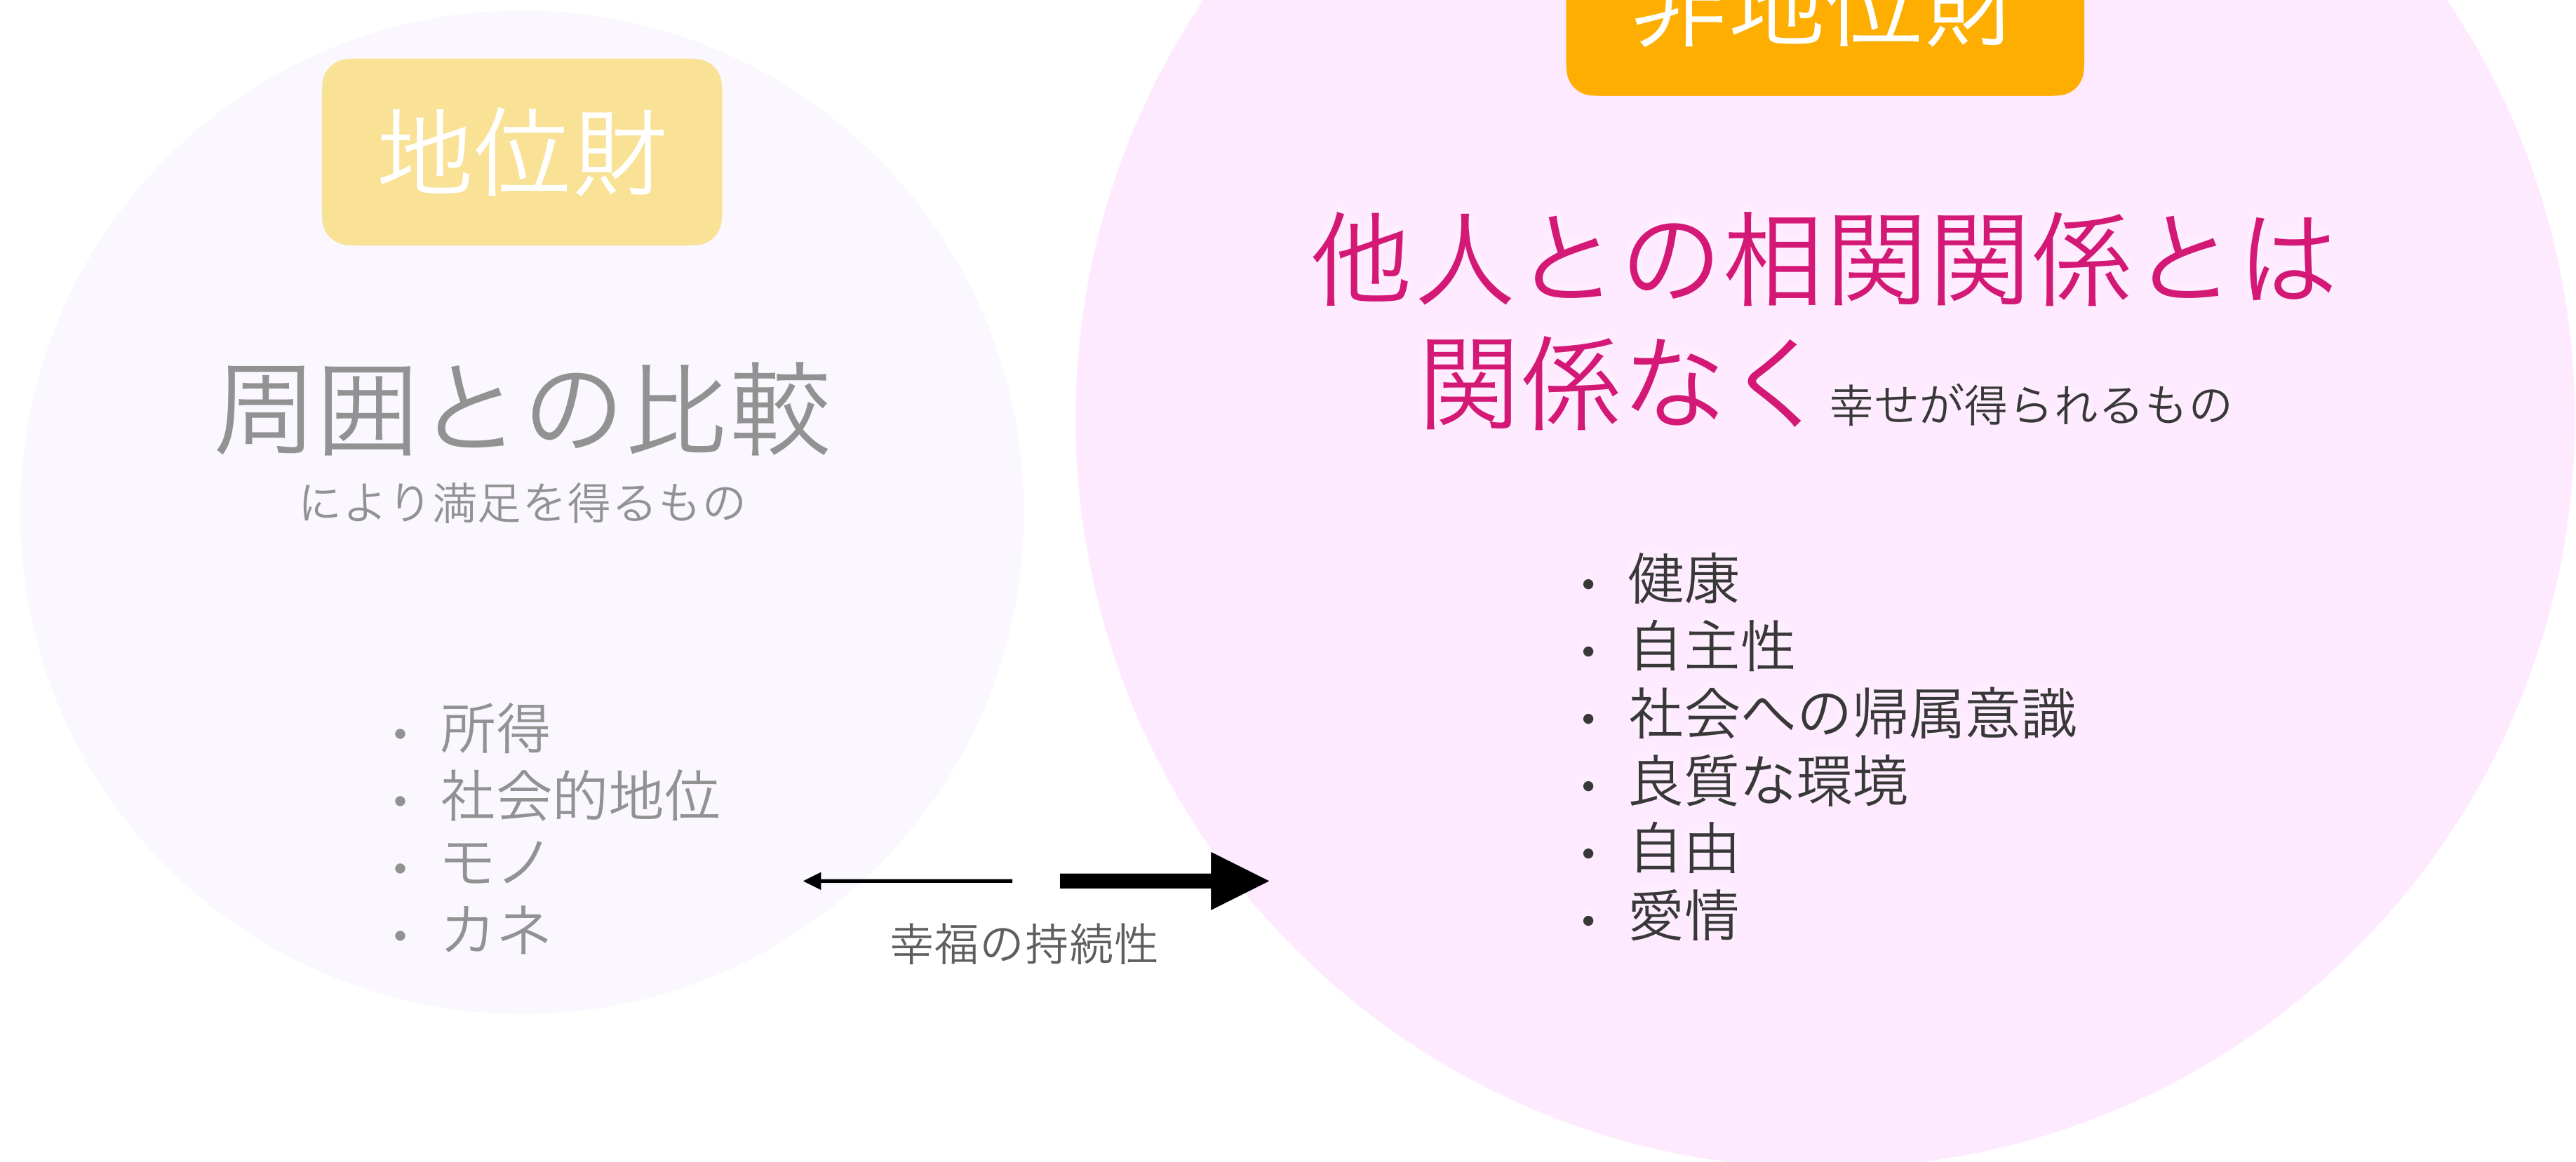 地位財
周囲との比較
により満足を得るもの
・ 所得
・ 社会的地位
・ モノ
・ カネ
幸福の持続性
非地位財
他人との相関関係とは
関係なく幸せが得られるもの
・ 健康
・ 自主性
・ 社会への帰属意識
・ 良質な環境
・ 自由
・ 愛情